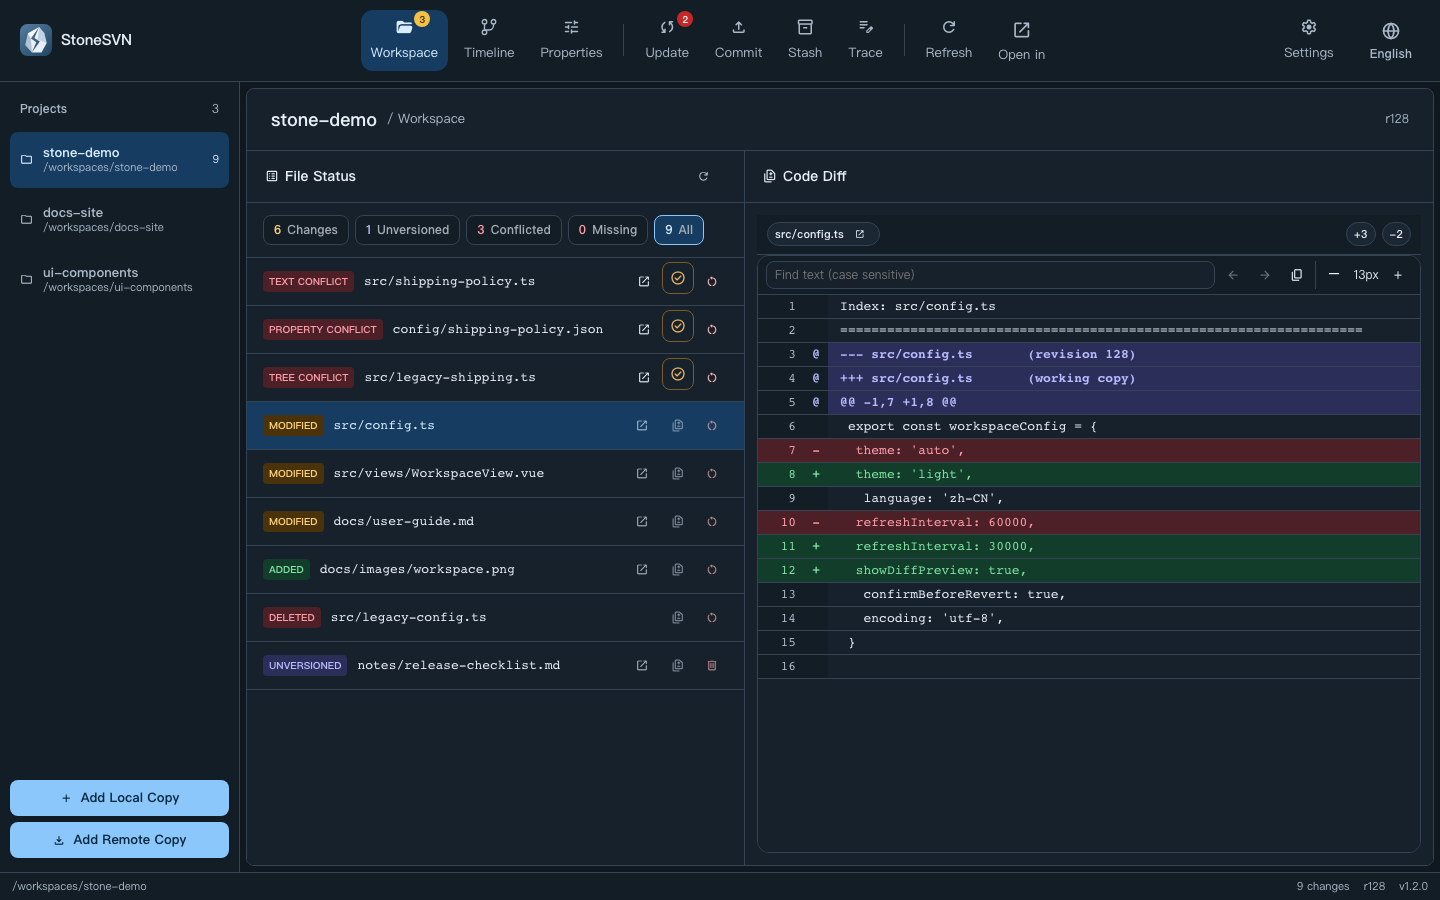 StoneSVN
3
Workspace
Timeline
Properties
2
Update
Commit
Stash
Trace
Refresh
Open in
Settings
English
Projects 3
stone-demo
/workspaces/stone-demo
9
docs-site
/workspaces/docs-site
ui-components
/workspaces/ui-components
+ Add Local Copy
Add Remote Copy
stone-demo / Workspace
r128
File Status
6 Changes
1 Unversioned
3 Conflicted
0 Missing
9 All
TEXT CONFLICT src/shipping-policy.ts
PROPERTY CONFLICT config/shipping-policy.json
TREE CONFLICT src/legacy-shipping.ts
MODIFIED src/config.ts
MODIFIED src/views/WorkspaceView.vue
MODIFIED docs/user-guide.md
ADDED docs/images/workspace.png
DELETED src/legacy-config.ts
UNVERSIONED notes/release-checklist.md
Code Diff
src/config.ts
+3
−2
Find text (case sensitive)
13px
1 Index: src/config.ts
2 ===================================================================
3 @ --- src/config.ts (revision 128)
4 @ +++ src/config.ts (working copy)
5 @ @@ -1,7 +1,8 @@
6 export const workspaceConfig = {
7 - theme: 'auto',
8 + theme: 'light',
9 language: 'zh-CN',
10 - refreshInterval: 60000,
11 + refreshInterval: 30000,
12 + showDiffPreview: true,
13 confirmBeforeRevert: true,
14 encoding: 'utf-8',
15 }
16
/workspaces/stone-demo
9 changes
r128
v1.2.0